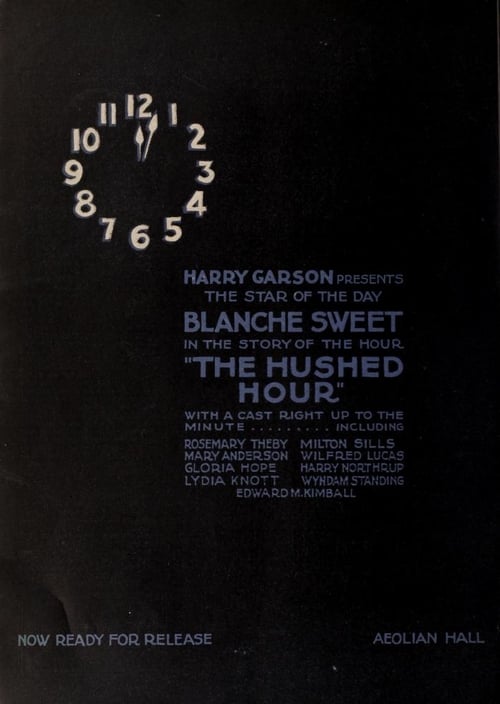 12
11 1
10 2
9 3
8 4
7 5
6
HARRY GARSON PRESENTS
THE STAR OF THE DAY
BLANCHE SWEET
IN THE STORY OF THE HOUR
"THE HUSHED
HOUR"
WITH A CAST RIGHT UP TO THE
MINUTE ......... INCLUDING
ROSEMARY THEBY MILTON SILLS
MARY ANDERSON WILFRED LUCAS
GLORIA HOPE HARRY NORTHRUP
LYDIA KNOTT WYNDAM STANDING
EDWARD M. KIMBALL
NOW READY FOR RELEASE AEOLIAN HALL